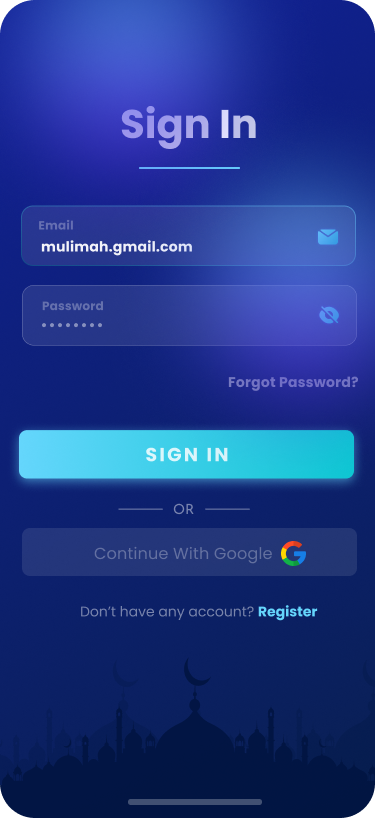 Sign In
Email
mulimah.gmail.com
Password
Forgot Password?
SIGN IN
OR
Continue With Google
Don't have any account? Register